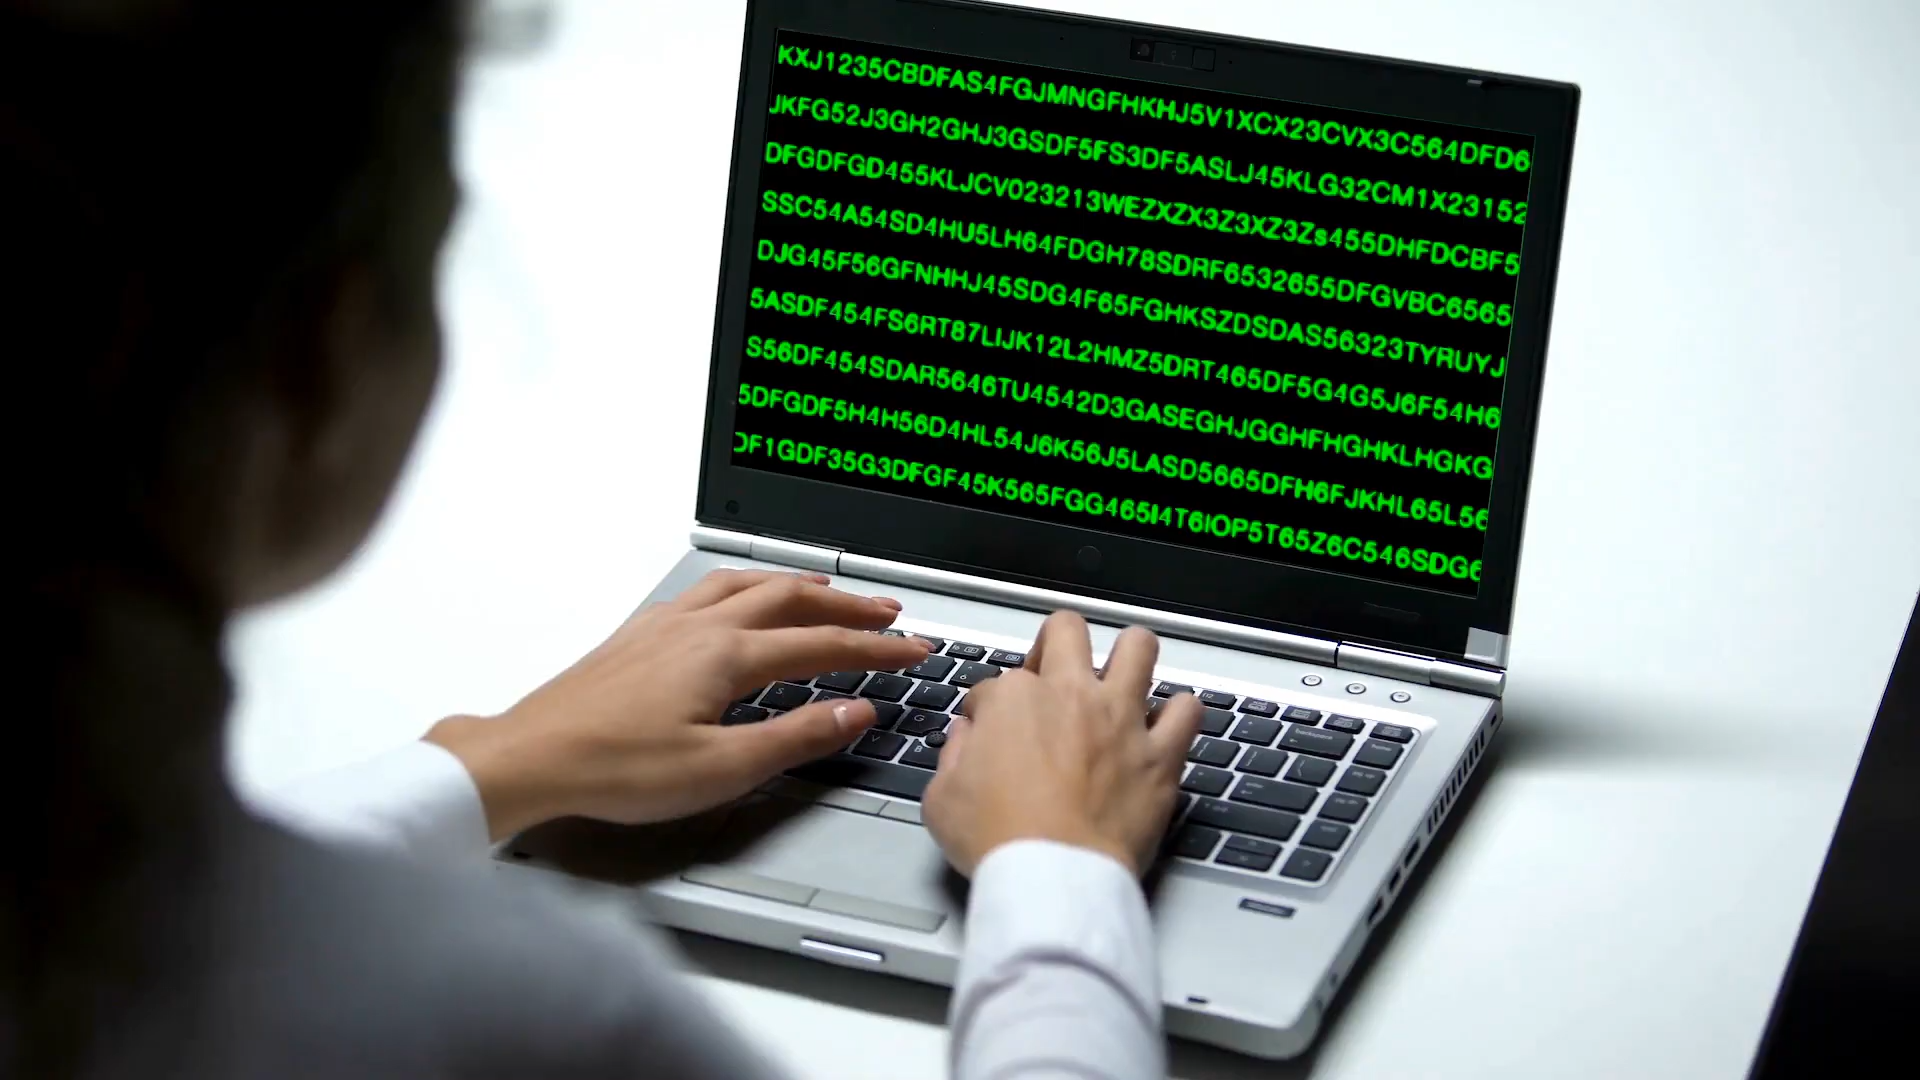 KXJ1235CBDFAS4FGJMNGFHKHJ5V1XCX23CVX3C564DFD6
JKFG52J3GH2GHJ3GSDF5FS3DF5ASLJ45KLG32CM1X23152
DFGDFGD455KLJCV023213WEZXZX3Z3XZ3Zs455DHFDCBF5
SSC54A54SD4HU5LH64FDGH78SDRF6532655DFGVBC6565
DJG45F56GFNHHJ45SDG4F65FGHKSZDSDAS56323TYRUYJ
5ASDF454FS6RT87LIJK12L2HMZ5DRT465DF5G4G5J6F54H6
S56DF454SDAR5646TU4542D3GASEGHJGGHFHGHKLHGKG
5DFGDF5H4H56D4HL54J6K56J5LASD5665DFH6FJKHL65L56
DF1GDF35G3DFGF45K565FGG465I4T6IOP5T65Z6C546SDG6